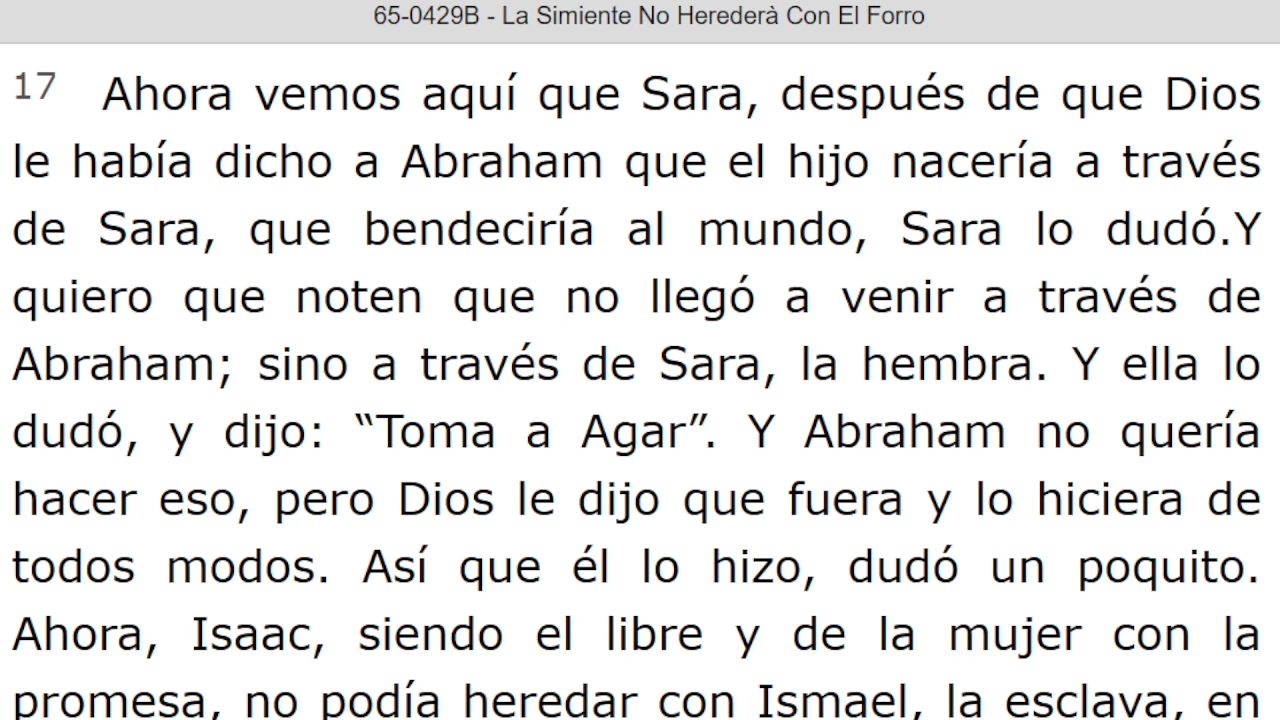 65-0429B - La Simiente No Herederà Con El Forro
17 Ahora vemos aquí que Sara, después de que Dios
le había dicho a Abraham que el hijo nacería a través
de Sara, que bendeciría al mundo, Sara lo dudó.Y
quiero que noten que no llegó a venir a través de
Abraham; sino a través de Sara, la hembra. Y ella lo
dudó, y dijo: “Toma a Agar”. Y Abraham no quería
hacer eso, pero Dios le dijo que fuera y lo hiciera de
todos modos. Así que él lo hizo, dudó un poquito.
Ahora, Isaac, siendo el libre y de la mujer con la
promesa, no podía heredar con Ismael, la esclava, en